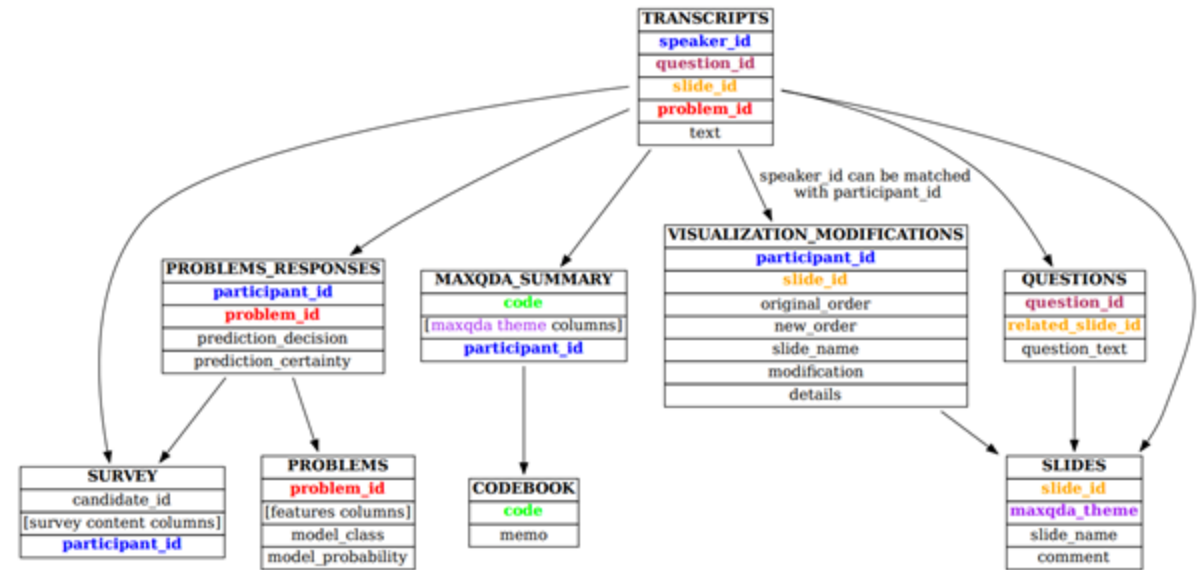 TRANSCRIPTS
speaker_id
question_id
slide_id
problem_id
text
speaker_id can be matched
with participant_id
PROBLEMS_RESPONSES
participant_id
problem_id
prediction_decision
prediction_certainty
MAXQDA_SUMMARY
code
[maxqda theme columns]
participant_id
VISUALIZATION_MODIFICATIONS
participant_id
slide_id
original_order
new_order
slide_name
modification
details
QUESTIONS
question_id
related_slide_id
question_text
SURVEY
candidate_id
[survey content columns]
participant_id
PROBLEMS
problem_id
[features columns]
model_class
model_probability
CODEBOOK
code
memo
SLIDES
slide_id
maxqda_theme
slide_name
comment